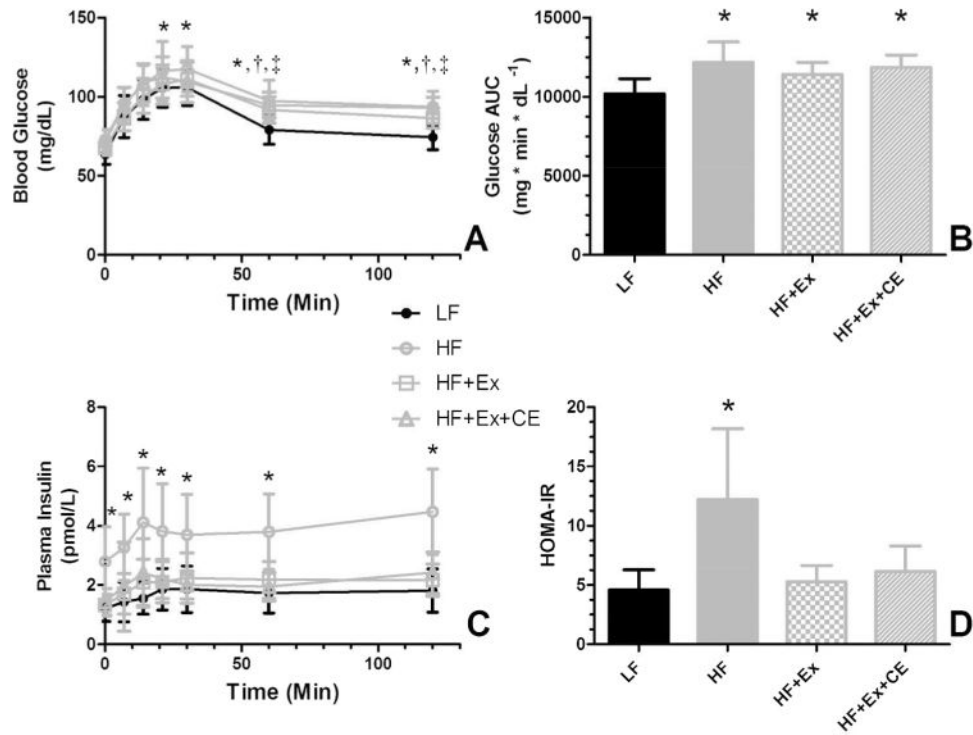 150
100
50
0
Blood Glucose
(mg/dL)
* *
*,†,‡
*,†,‡
A
0 50 100
Time (Min)
15000
10000
5000
0
Glucose AUC
(mg * min * dL ⁻¹)
* * *
B
LF
HF
HF+Ex
HF+Ex+CE
LF
HF
HF+Ex
HF+Ex+CE
8
6
4
2
0
Plasma Insulin
(pmol/L)
* * * * * * *
C
0 50 100
Time (Min)
20
15
10
5
0
HOMA-IR
*
D
LF
HF
HF+Ex
HF+Ex+CE